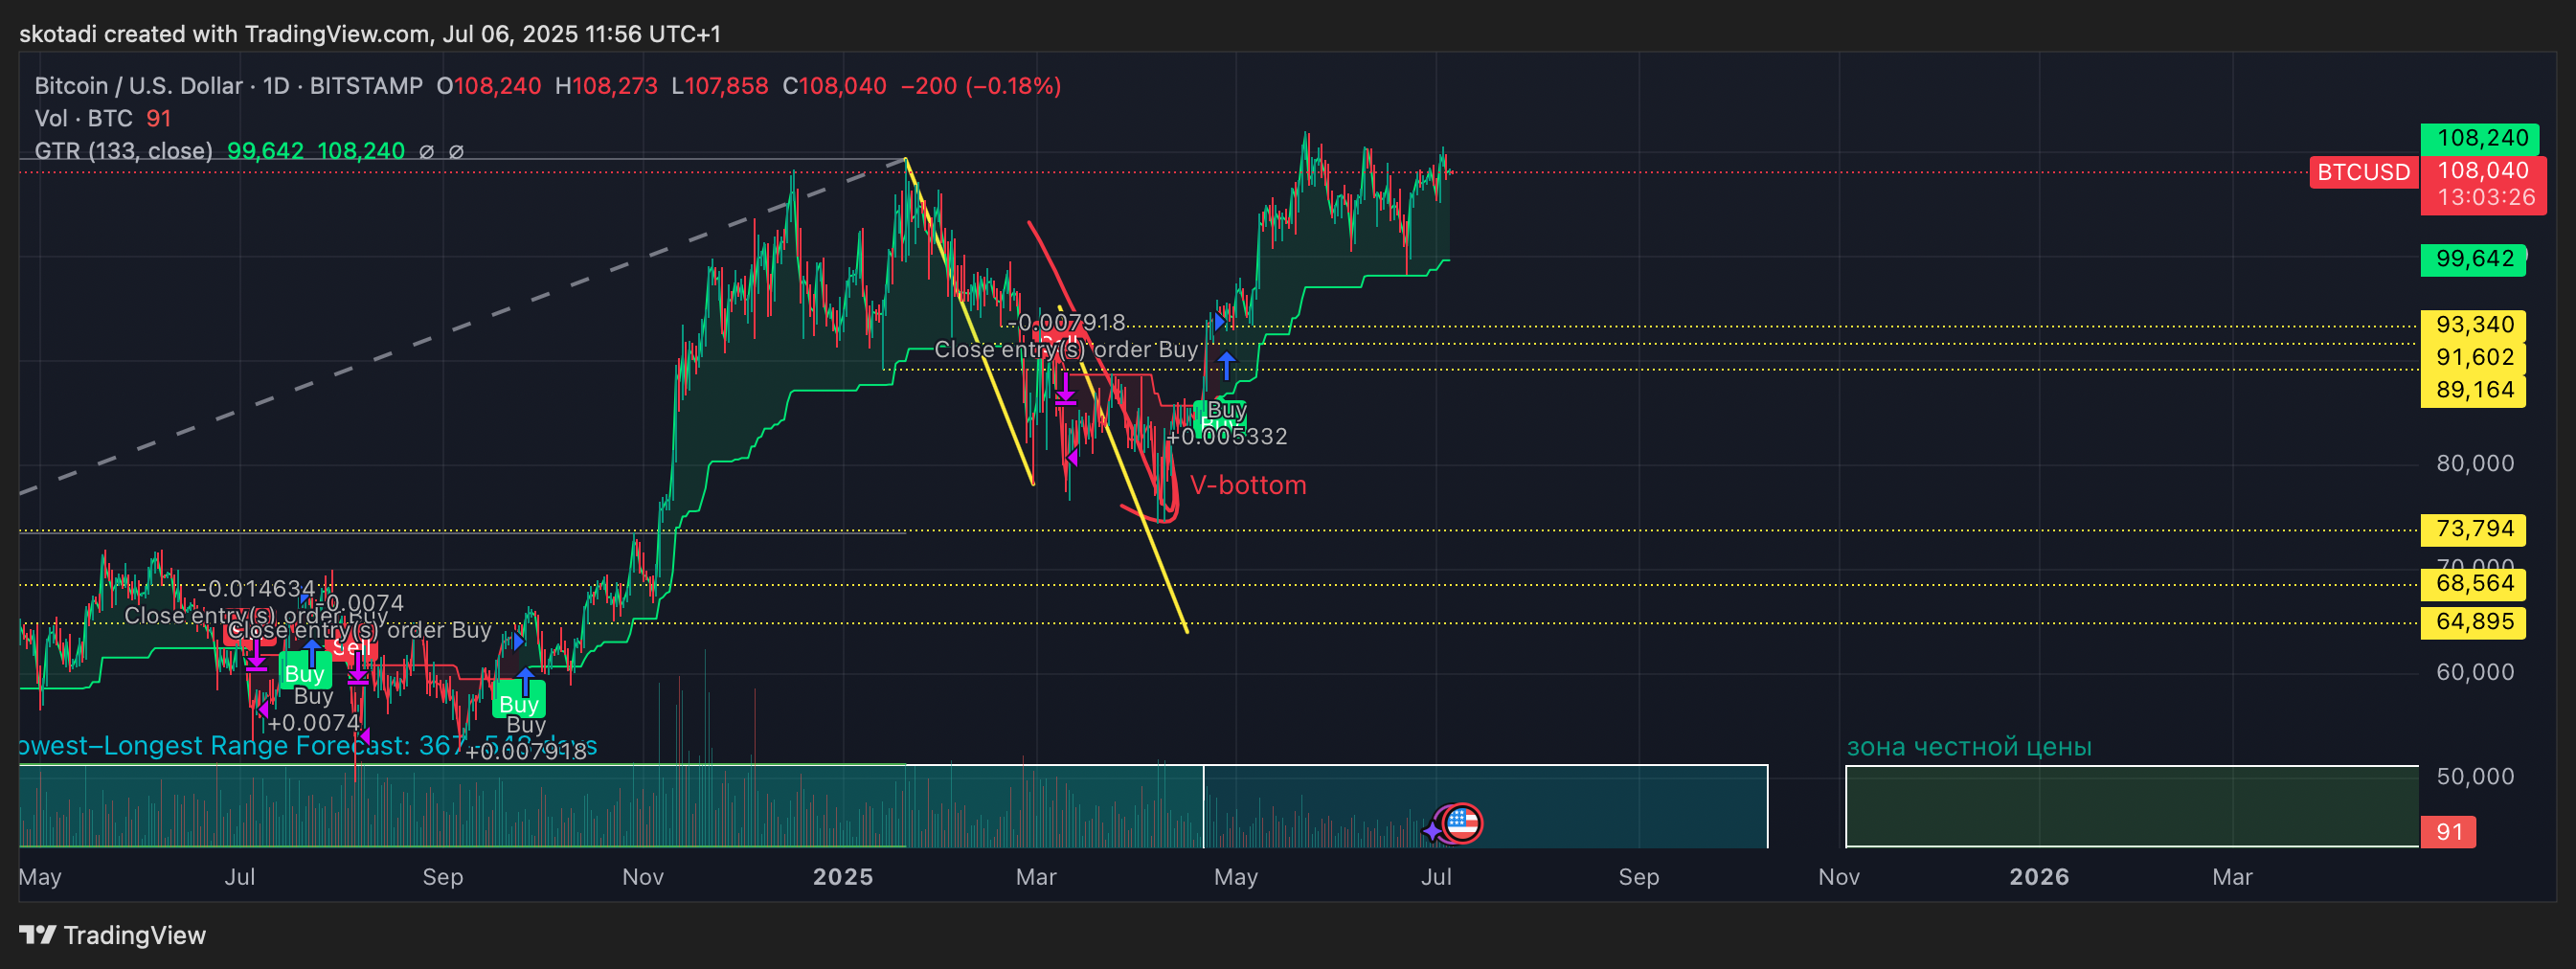 skotadi created with TradingView.com, Jul 06, 2025 11:56 UTC+1
Bitcoin / U.S. Dollar · 1D · BITSTAMP O108,240 H108,273 L107,858 C108,040 −200 (−0.18%)
Vol · BTC 91
GTR (133, close) 99,642 108,240 ∅ ∅
108,240
BTCUSD 108,040
13:03:26
99,642
-0.007918
93,340
Close entry(s) order Buy
91,602
89,164
Buy
Buy
+0.005332
80,000
V-bottom
73,794
70,000
68,564
-0.014634
-0.0074
Close entry(s) order Buy
64,895
Close entry(s) order Buy
Sell
60,000
Buy
Buy
Buy
+0.0074
Buy
owest–Longest Range Forecast: 367–548 days
+0.007918
зона честной цены
50,000
91
May Jul Sep Nov 2025 Mar May Jul Sep Nov 2026 Mar
TradingView